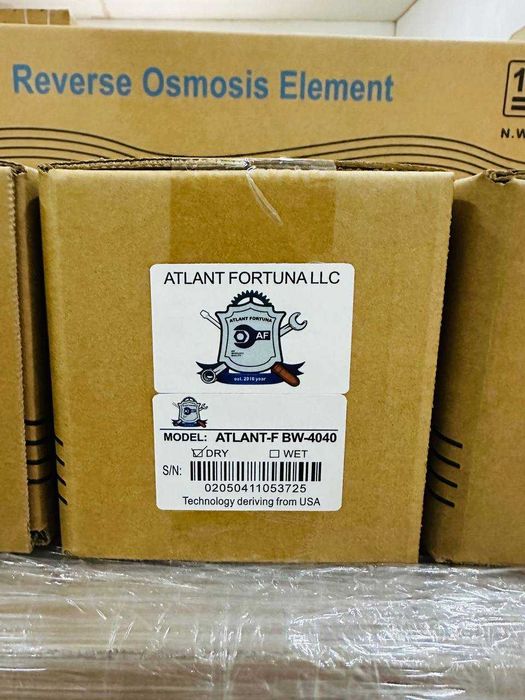 Reverse Osmosis Element
1
N.W
ATLANT FORTUNA LLC
ATLANT FORTUNA
AF
est. 2016 year
MODEL: ATLANT-F BW-4040
DRY WET
S/N:
02050411053725
Technology deriving from USA